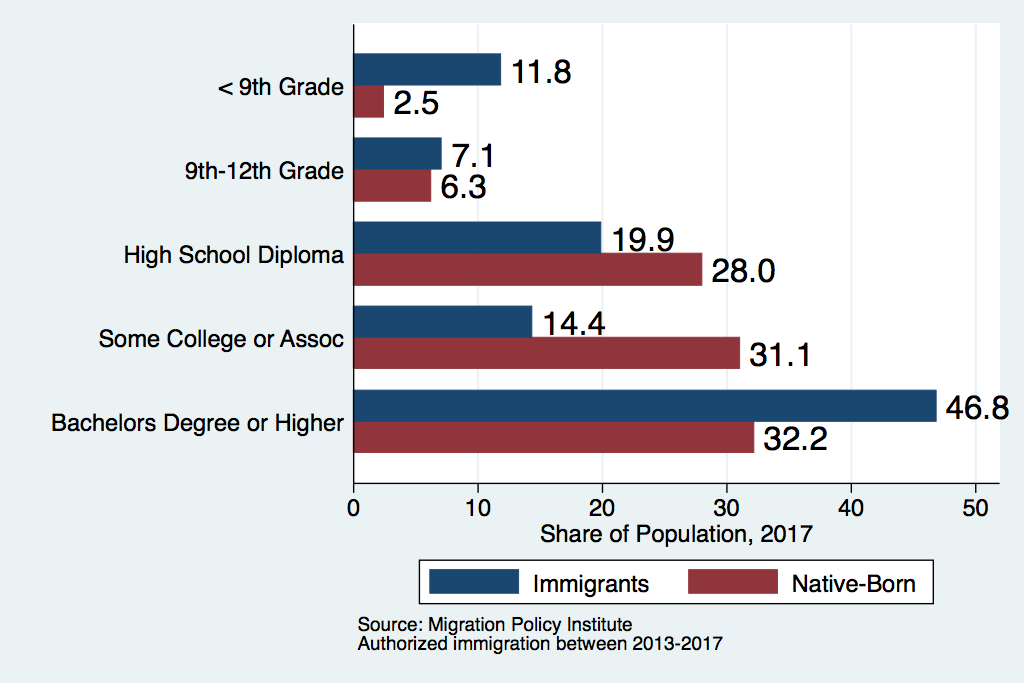 < 9th Grade
11.8
2.5
9th-12th Grade
7.1
6.3
High School Diploma
19.9
28.0
Some College or Assoc
14.4
31.1
Bachelors Degree or Higher
46.8
32.2
0 10 20 30 40 50
Share of Population, 2017
Immigrants Native-Born
Source: Migration Policy Institute
Authorized immigration between 2013-2017